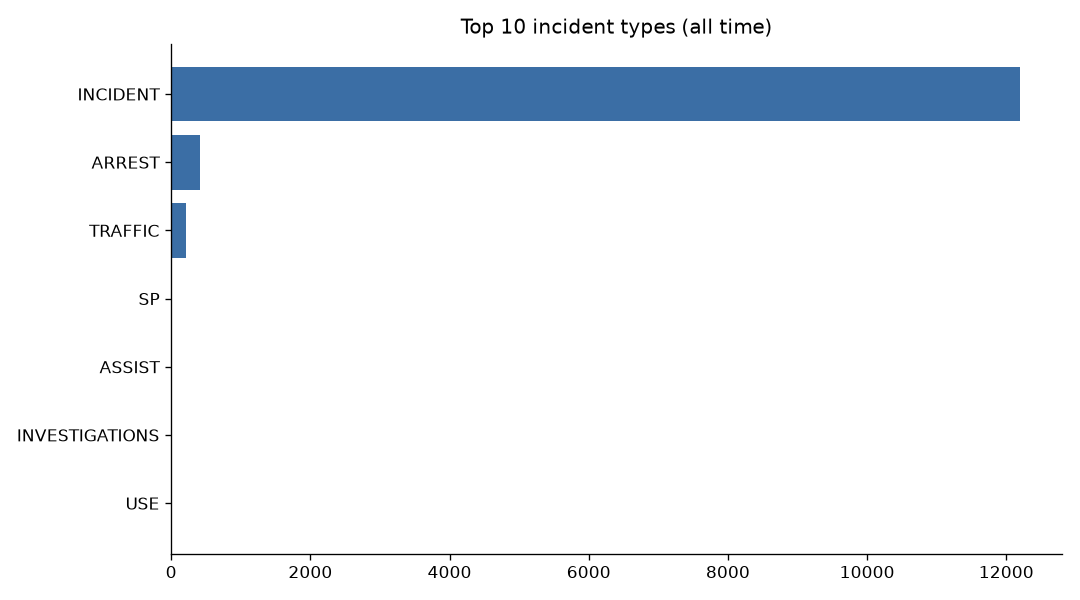 Top 10 incident types (all time)
INCIDENT
ARREST
TRAFFIC
SP
ASSIST
INVESTIGATIONS
USE
0 2000 4000 6000 8000 10000 12000